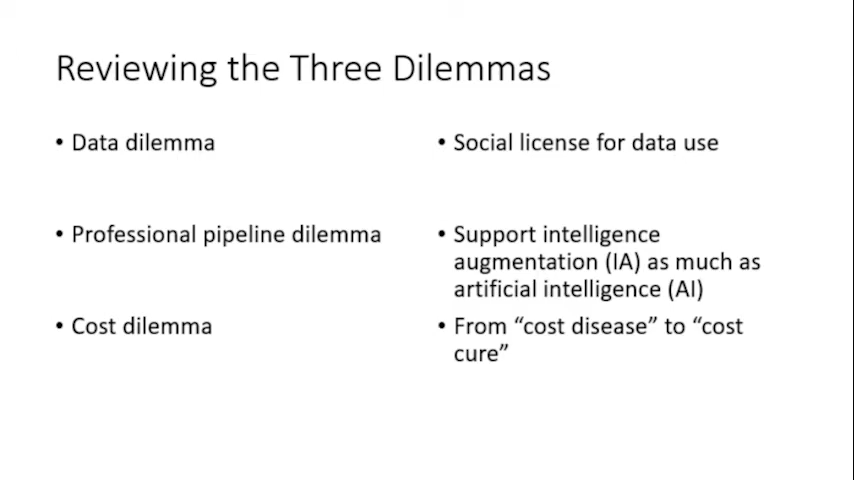 Reviewing the Three Dilemmas
• Data dilemma
• Social license for data use
• Professional pipeline dilemma
• Support intelligence
augmentation (IA) as much as
artificial intelligence (AI)
• Cost dilemma
• From “cost disease” to “cost
cure”